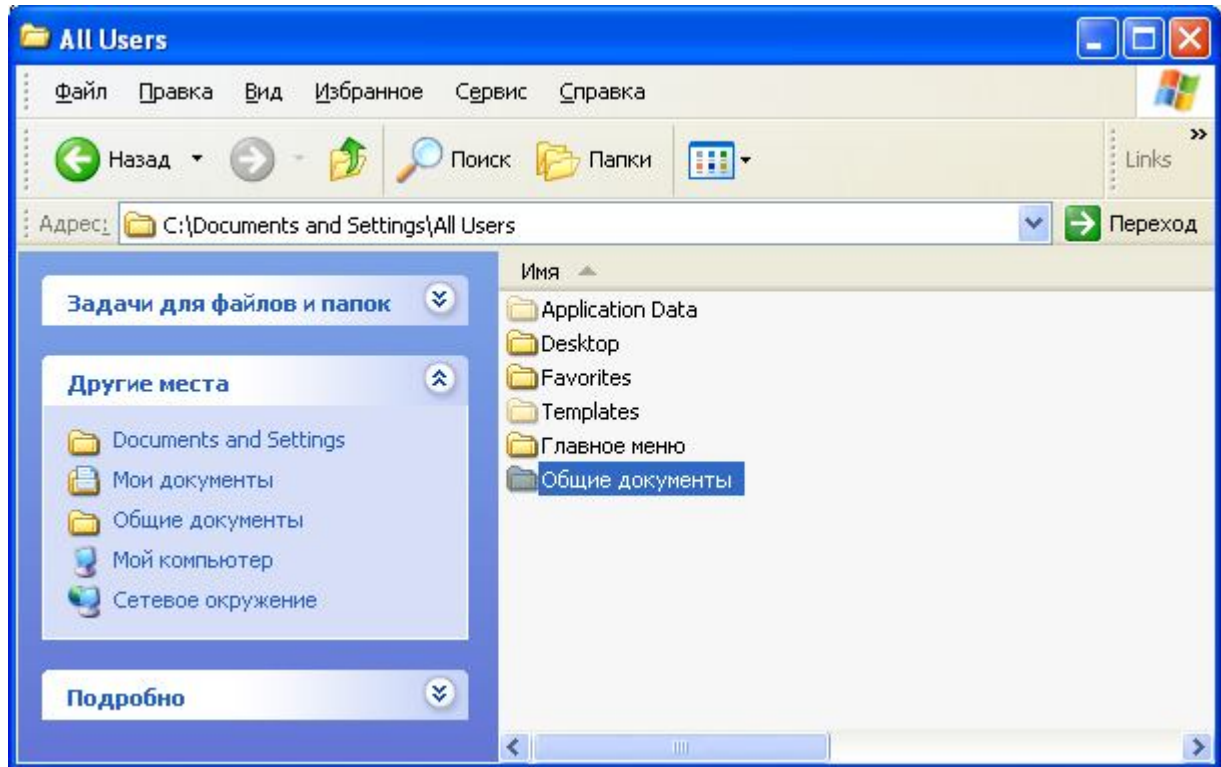 All Users
Файл Правка Вид Избранное Сервис Справка
Назад Поиск Папки Links
Адрес: C:\Documents and Settings\All Users Переход
Имя
Задачи для файлов и папок
Application Data
Desktop
Favorites
Templates
Главное меню
Общие документы
Другие места
Documents and Settings
Мои документы
Общие документы
Мой компьютер
Сетевое окружение
Подробно